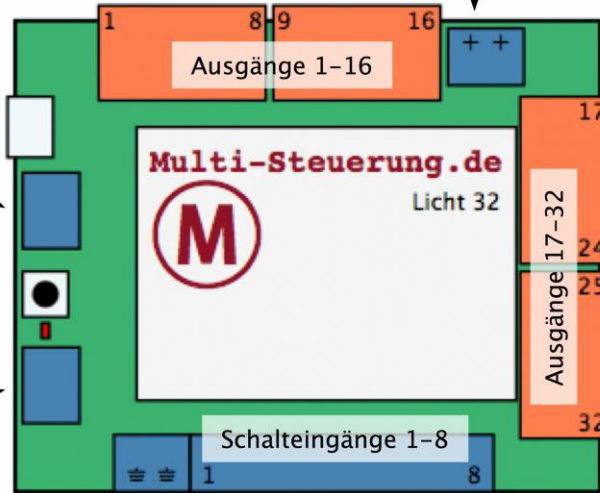 1 8 9 16
+ +
Ausgänge 1-16
17
Multi-Steuerung.de
Licht 32
M
Ausgänge 17-32
24
25
32
Schalteingänge 1-8
1 8